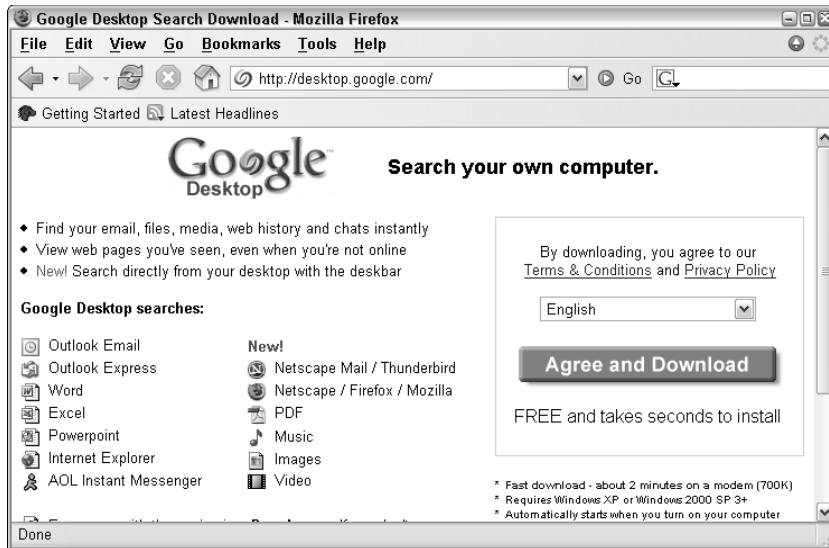 Google Desktop Search Download - Mozilla Firefox
File Edit View Go Bookmarks Tools Help
http://desktop.google.com/ Go G
Getting Started Latest Headlines
Google™
Desktop
Search your own computer.
Find your email, files, media, web history and chats instantly
View web pages you've seen, even when you're not online
New! Search directly from your desktop with the deskbar
Google Desktop searches:
Outlook Email
Outlook Express
Word
Excel
Powerpoint
Internet Explorer
AOL Instant Messenger
New!
Netscape Mail / Thunderbird
Netscape / Firefox / Mozilla
PDF
Music
Images
Video
By downloading, you agree to our
Terms & Conditions and Privacy Policy
English
Agree and Download
FREE and takes seconds to install
* Fast download - about 2 minutes on a modem (700K)
* Requires Windows XP or Windows 2000 SP 3+
* Automatically starts when you turn on your computer
Done